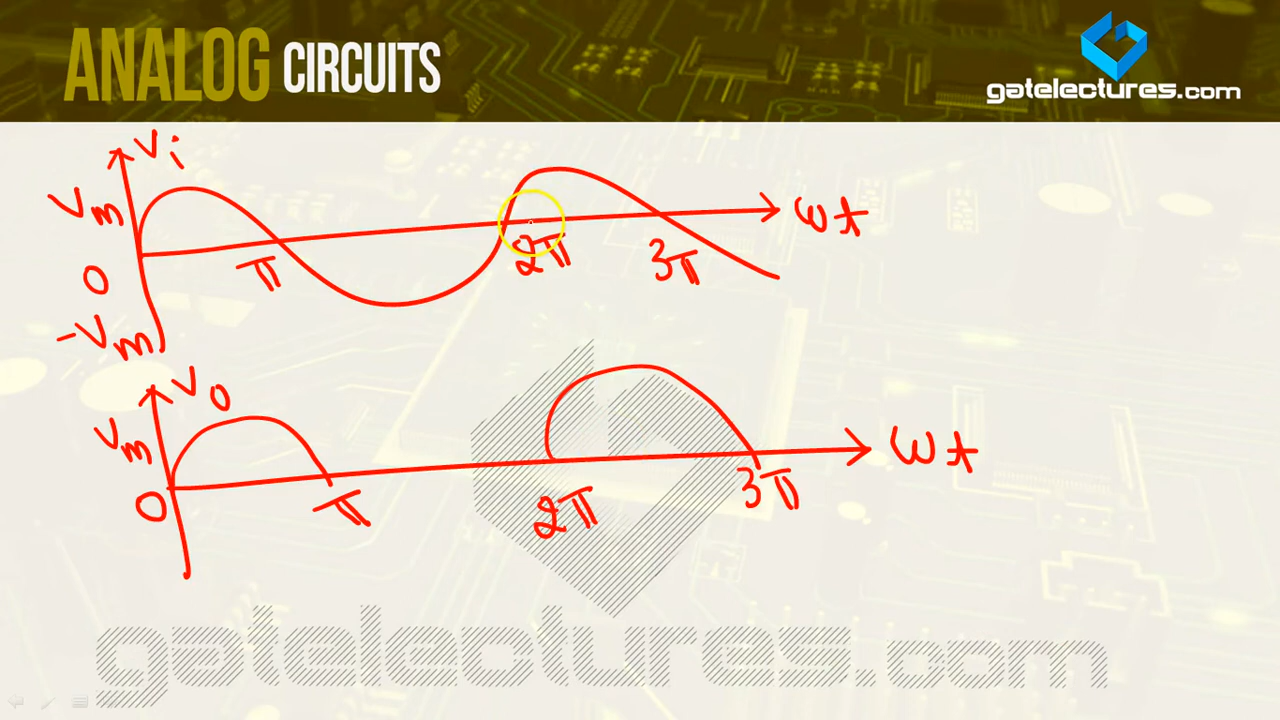 ANALOG CIRCUITS
gatelectures.com
Vi
Vm
ωt
π
2π
3π
0
-Vm
Vo
Vm
ωt
0
π
2π
3π
gatelectures.com